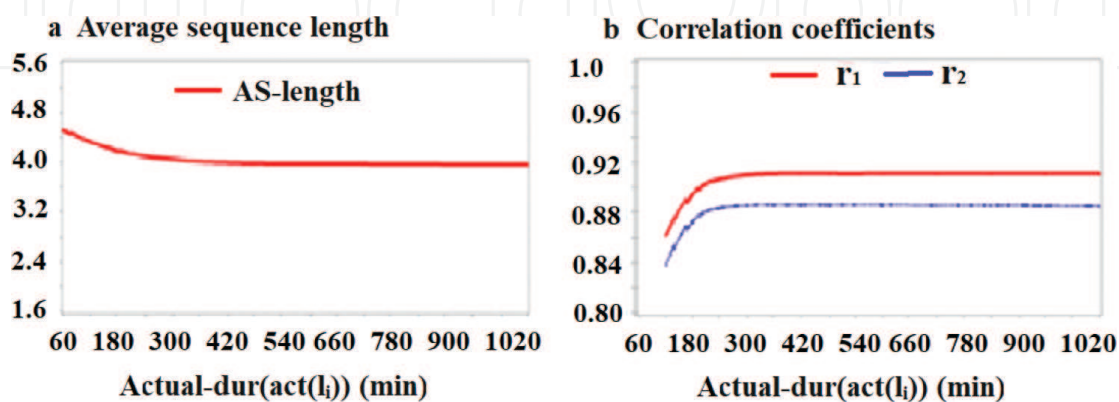 a Average sequence length
5.6
4.8
4.0
3.2
2.4
1.6
AS-length
60 180 300 420 540 660 780 900 1020
Actual-dur(act(lᵢ)) (min)
b Correlation coefficients
1.0
0.96
0.92
0.88
0.84
0.80
r₁ r₂
60 180 300 420 540 660 780 900 1020
Actual-dur(act(lᵢ)) (min)